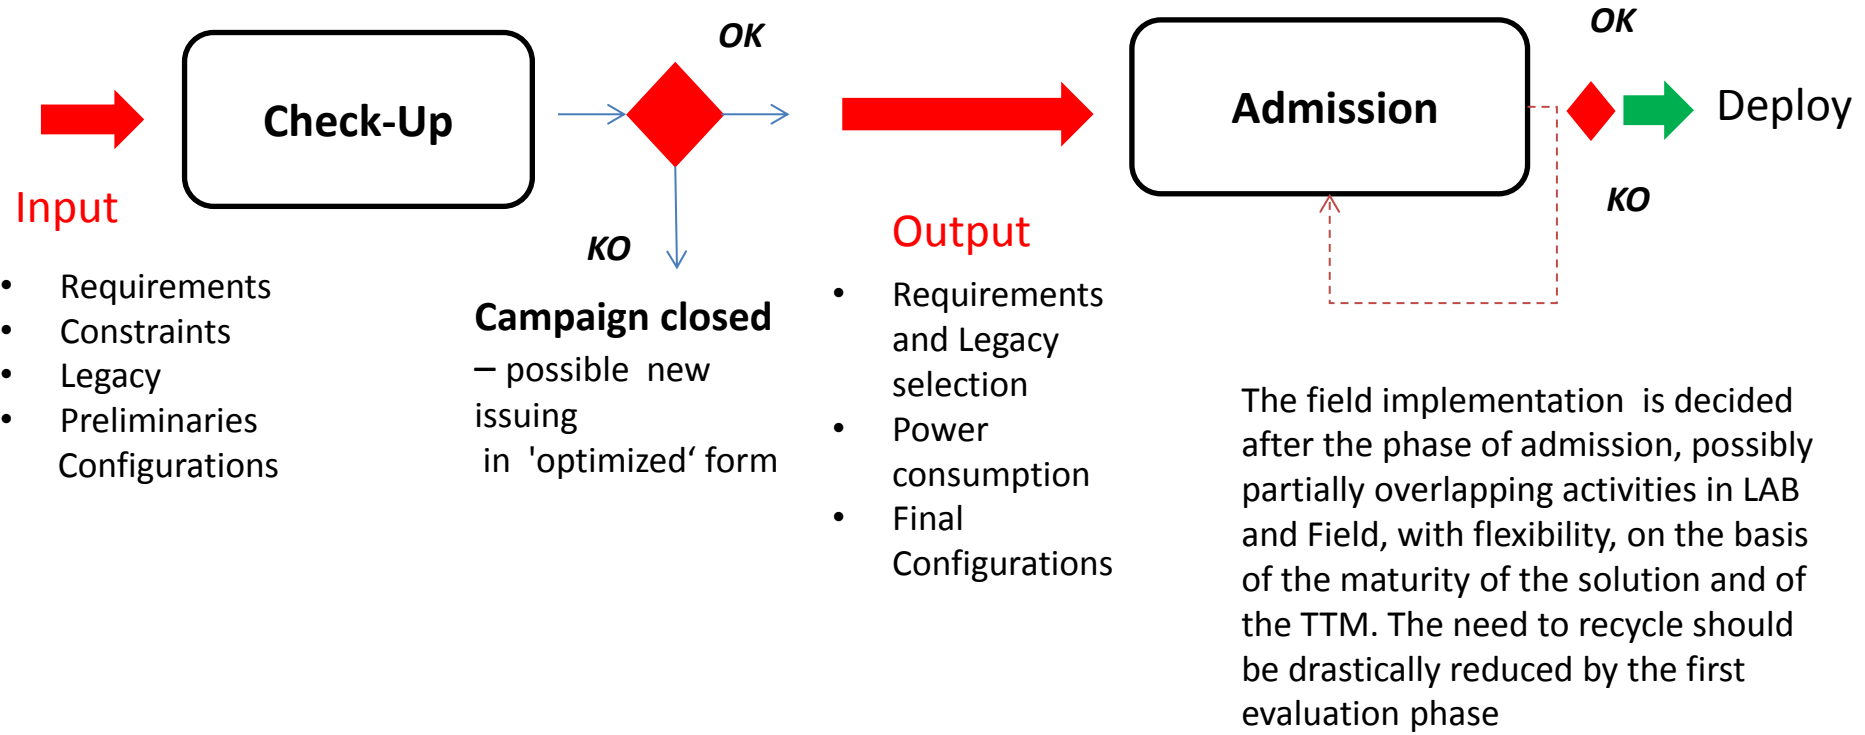 OK
OK
Check-Up
Admission
Deploy
KO
Input
KO
Output
• Requirements
• Constraints
• Legacy
• Preliminaries
Configurations
Campaign closed
– possible new
issuing
in 'optimized‘ form
• Requirements
and Legacy
selection
• Power
consumption
• Final
Configurations
The field implementation is decided
after the phase of admission, possibly
partially overlapping activities in LAB
and Field, with flexibility, on the basis
of the maturity of the solution and of
the TTM. The need to recycle should
be drastically reduced by the first
evaluation phase